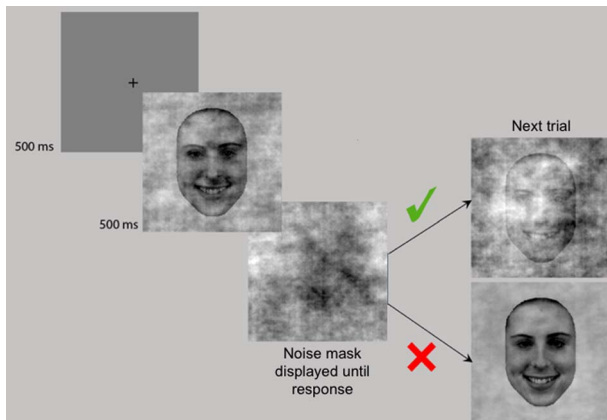 500 ms
500 ms
Noise mask
displayed until
response
Next trial